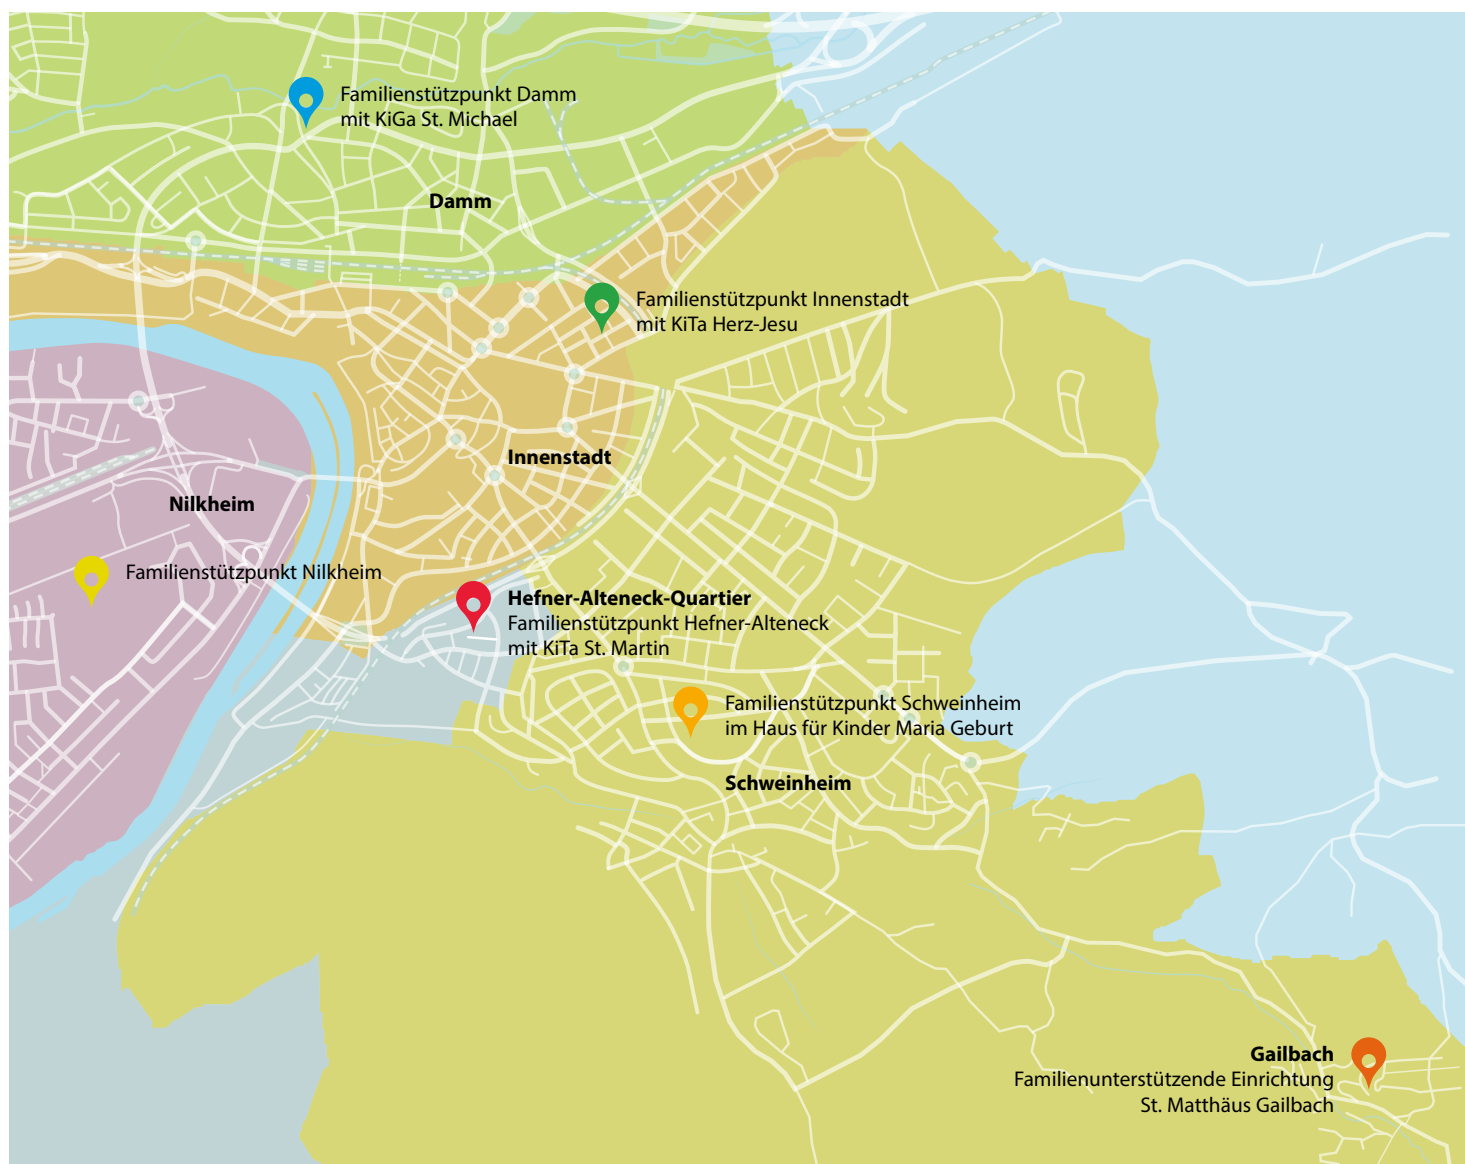 Familienstützpunkt Damm
mit KiGa St. Michael
Damm
Familienstützpunkt Innenstadt
mit KiTa Herz-Jesu
Innenstadt
Nilkheim
Familienstützpunkt Nilkheim
Hefner-Alteneck-Quartier
Familienstützpunkt Hefner-Alteneck
mit KiTa St. Martin
Familienstützpunkt Schweinheim
im Haus für Kinder Maria Geburt
Schweinheim
Gailbach
Familienunterstützende Einrichtung
St. Matthäus Gailbach